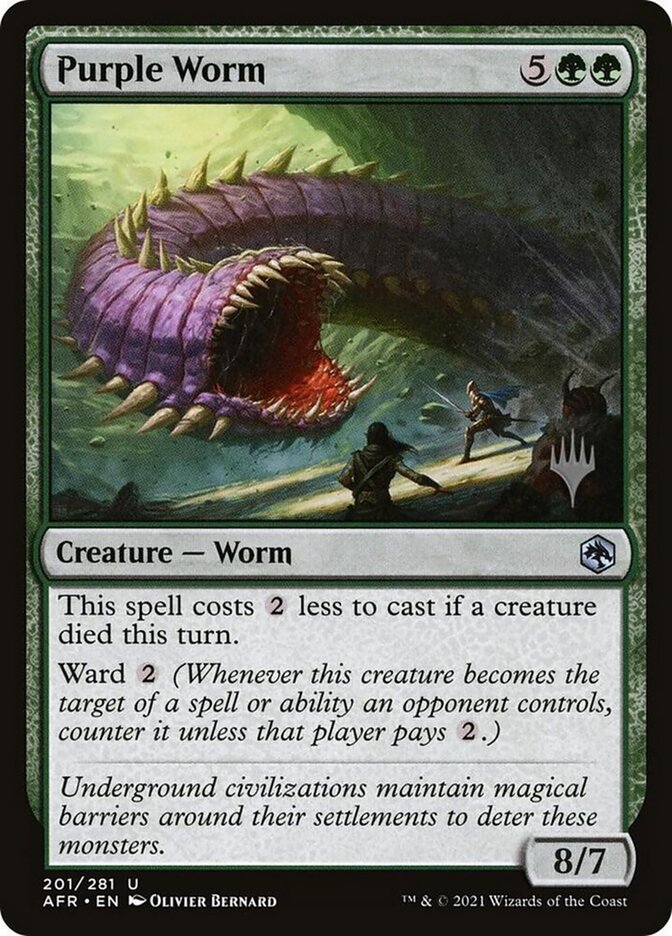 Purple Worm 5
Creature — Worm
This spell costs 2 less to cast if a creature
died this turn.
Ward 2 (Whenever this creature becomes the
target of a spell or ability an opponent controls,
counter it unless that player pays 2.)
Underground civilizations maintain magical
barriers around their settlements to deter these
monsters.
8/7
201/281 U
AFR • EN Olivier Bernard ™ & © 2021 Wizards of the Coast